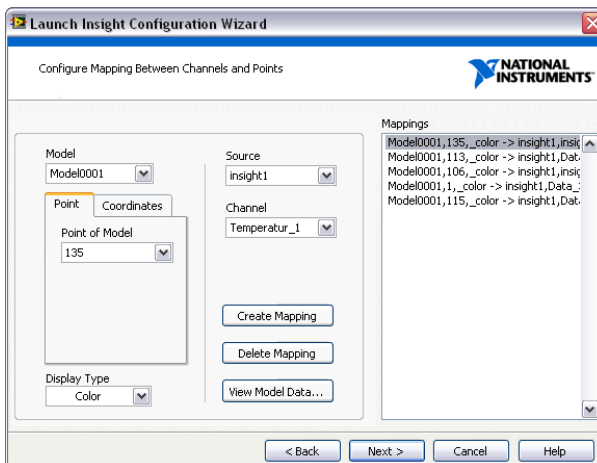 Launch Insight Configuration Wizard
Configure Mapping Between Channels and Points
NATIONAL
INSTRUMENTS™
Model
Model0001
Point
Coordinates
Point of Model
135
Display Type
Color
Source
insight1
Channel
Temperatur_1
Create Mapping
Delete Mapping
View Model Data...
Mappings
Model0001,135,_color -> insight1,insig
Model0001,113,_color -> insight1,Data
Model0001,106,_color -> insight1,insig
Model0001,1,_color -> insight1,Data_
Model0001,115,_color -> insight1,Dat
< Back
Next >
Cancel
Help